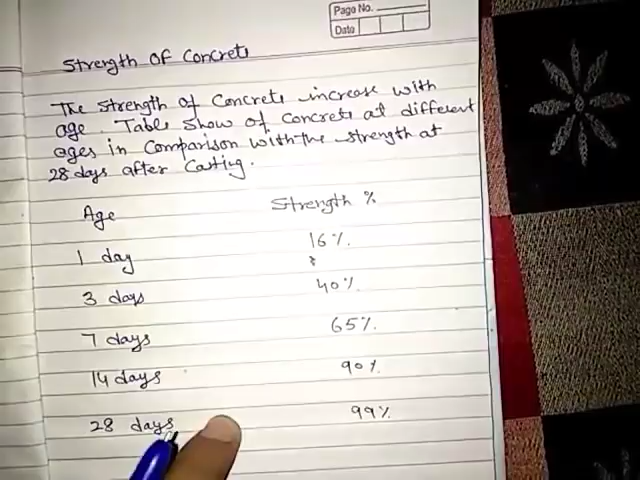 Page No.
Date
Strength Of Concrete
The Strength of Concrete increase with
age. Table Show of Concrete at different
ages in Comparison with the strength at
28 days after Casting.
Age Strength %
1 day 16%.
3 days 40%.
7 days 65%.
14 days 90%.
28 days 99%.